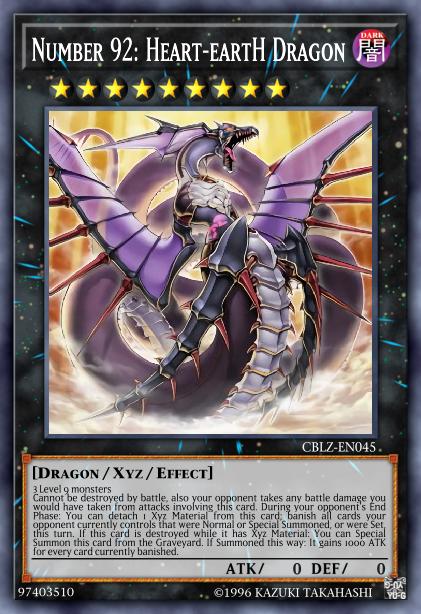 NUMBER 92: HEART-EARTH DRAGON
DARK
闇
CBLZ-EN045
[DRAGON / XYZ / EFFECT]
3 Level 9 monsters
Cannot be destroyed by battle, also your opponent takes any battle damage you
would have taken from attacks involving this card. During your opponent's End
Phase: You can detach 1 Xyz Material from this card; banish all cards your
opponent currently controls that were Normal or Special Summoned, or were Set,
this turn. If this card is destroyed while it has Xyz Material: You can Special
Summon this card from the Graveyard. If Summoned this way: It gains 1000 ATK
for every card currently banished.
ATK/ 0 DEF/ 0
97403510 ©1996 KAZUKI TAKAHASHI